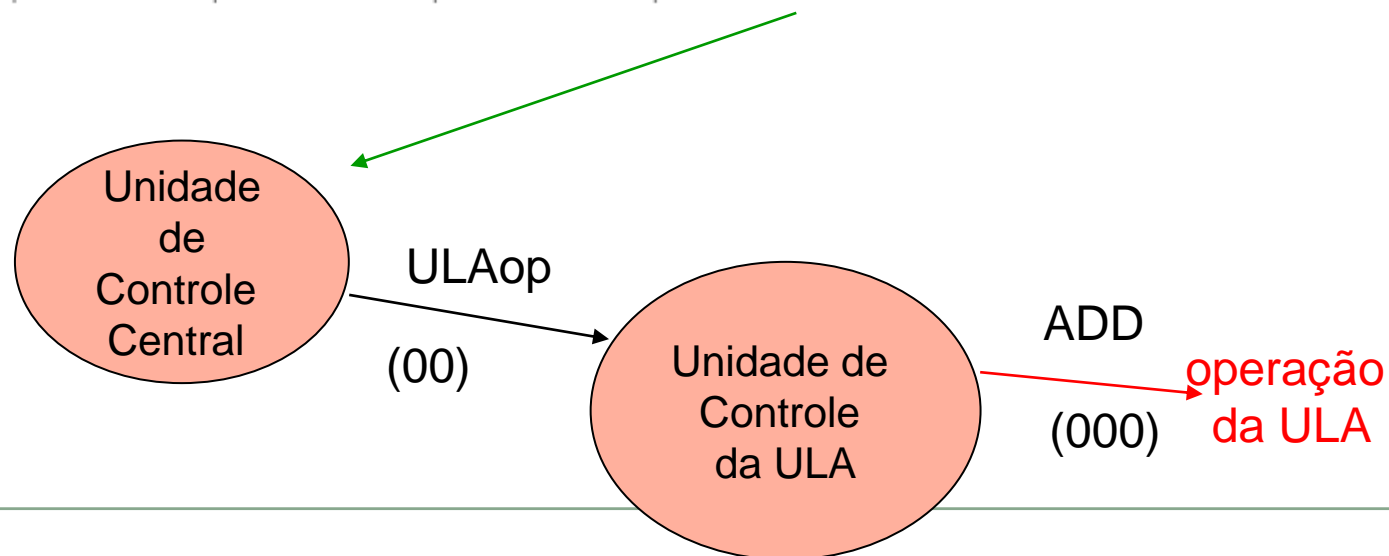 Unidade
de
Controle
Central
ULAop
(00)
Unidade de
Controle
da ULA
ADD
(000)
operação
da ULA